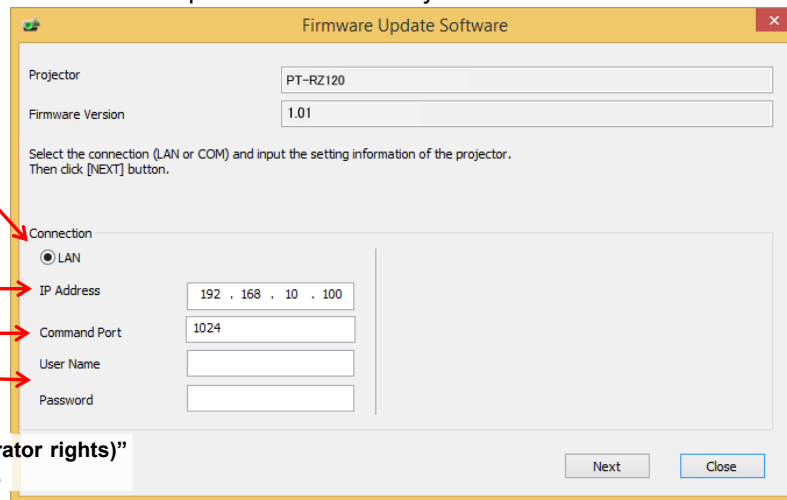 Firmware Update Software
Projector
PT-RZ120
Firmware Version
1.01
Select the connection (LAN or COM) and input the setting information of the projector.
Then click [NEXT] button.
Connection
LAN
IP Address
192 . 168 . 10 . 100
Command Port
1024
User Name
Password
rator rights)”
Next
Close